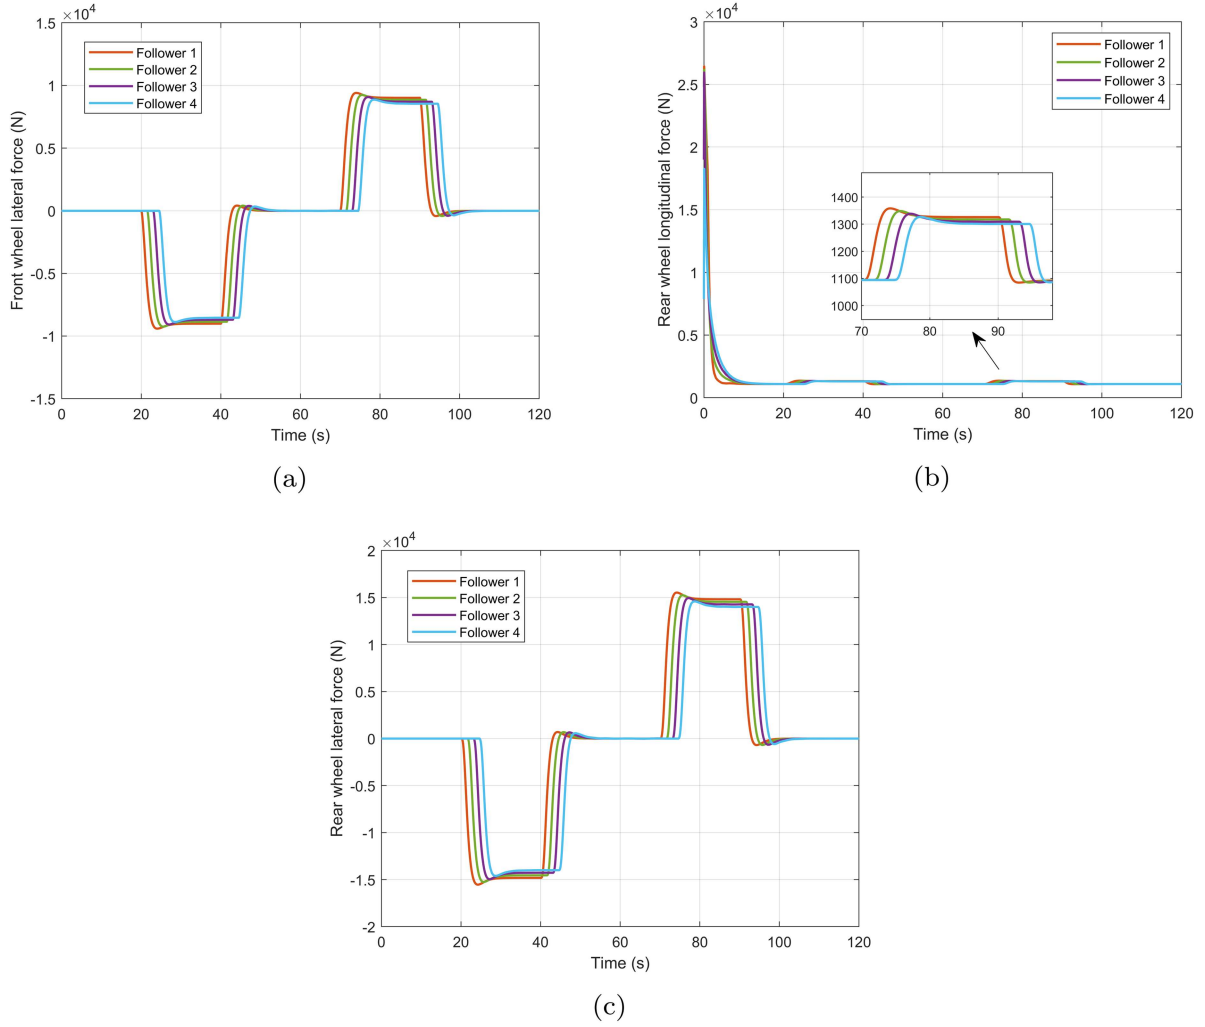 ×10⁴
1.5
1
0.5
0
-0.5
-1
-1.5
0 20 40 60 80 100 120
Time (s)
Front wheel lateral force (N)
Follower 1
Follower 2
Follower 3
Follower 4
(a)
×10⁴
3
2.5
2
1.5
1
0.5
0
0 20 40 60 80 100 120
Time (s)
Rear wheel longitudinal force (N)
Follower 1
Follower 2
Follower 3
Follower 4
1400
1300
1200
1100
1000
70 80 90
(b)
×10⁴
2
1.5
1
0.5
0
-0.5
-1
-1.5
-2
0 20 40 60 80 100 120
Time (s)
Rear wheel lateral force (N)
Follower 1
Follower 2
Follower 3
Follower 4
(c)